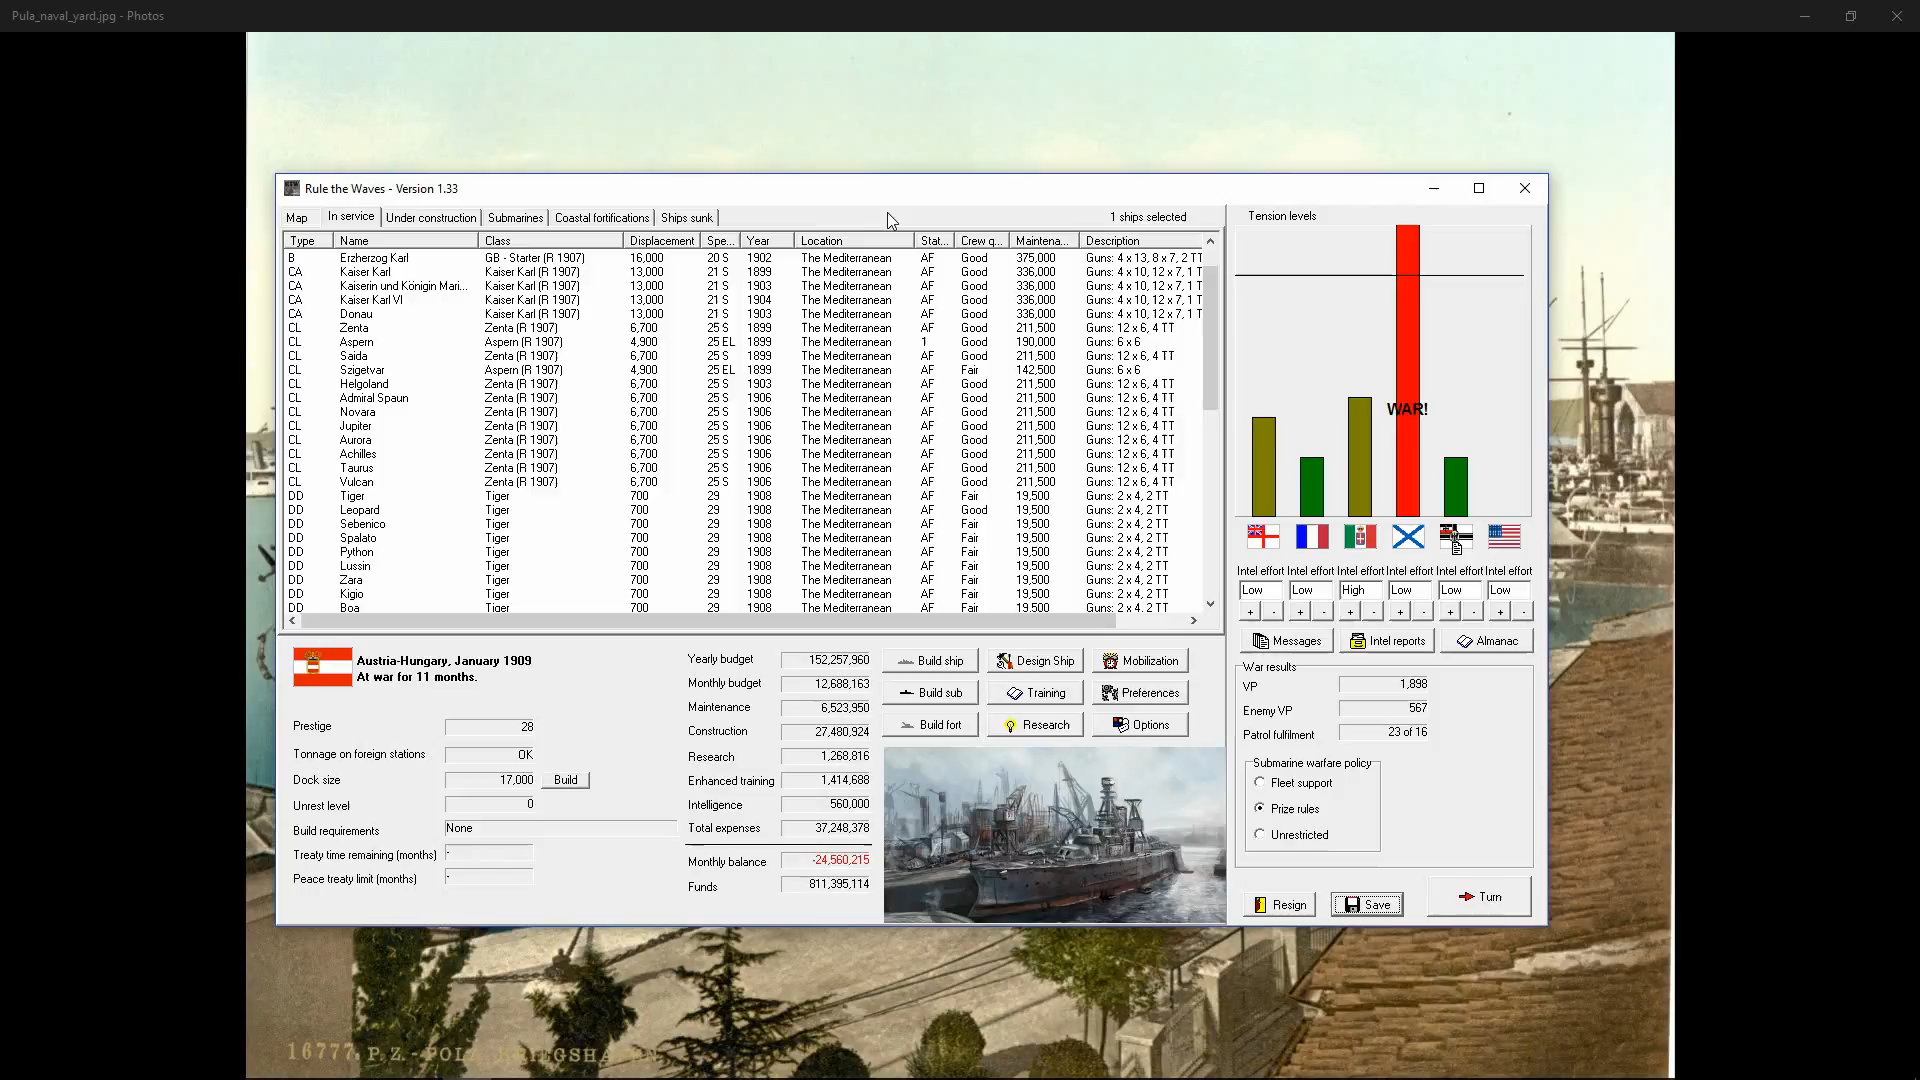 Pula_naval_yard.jpg - Photos
Rule the Waves - Version 1.33
Map In service Under construction Submarines Coastal fortifications Ships sunk 1 ships selected
Type Name Class Displacement Spe... Year Location Stat... Crew q... Maintena... Description
B Erzherzog Karl GB - Starter (R 1907) 16,000 20 S 1902 The Mediterranean AF Good 375,000 Guns: 4 x 13, 8 x 7, 2 TT
CA Kaiser Karl Kaiser Karl (R 1907) 13,000 21 S 1899 The Mediterranean AF Good 336,000 Guns: 4 x 10, 12 x 7, 1 T
CA Kaiserin und Königin Mari... Kaiser Karl (R 1907) 13,000 21 S 1903 The Mediterranean AF Good 336,000 Guns: 4 x 10, 12 x 7, 1 T
CA Kaiser Karl VI Kaiser Karl (R 1907) 13,000 21 S 1904 The Mediterranean AF Good 336,000 Guns: 4 x 10, 12 x 7, 1 T
CA Donau Kaiser Karl (R 1907) 13,000 21 S 1903 The Mediterranean AF Good 336,000 Guns: 4 x 10, 12 x 7, 1 T
CL Zenta Zenta (R 1907) 6,700 25 S 1899 The Mediterranean AF Good 211,500 Guns: 12 x 6, 4 TT
CL Aspern Aspern (R 1907) 4,900 25 EL 1899 The Mediterranean 1 Good 190,000 Guns: 6 x 6
CL Saida Zenta (R 1907) 6,700 25 S 1899 The Mediterranean AF Good 211,500 Guns: 12 x 6, 4 TT
CL Szigetvar Aspern (R 1907) 4,900 25 EL 1899 The Mediterranean AF Fair 142,500 Guns: 6 x 6
CL Helgoland Zenta (R 1907) 6,700 25 S 1903 The Mediterranean AF Good 211,500 Guns: 12 x 6, 4 TT
CL Admiral Spaun Zenta (R 1907) 6,700 25 S 1906 The Mediterranean AF Good 211,500 Guns: 12 x 6, 4 TT
CL Novara Zenta (R 1907) 6,700 25 S 1906 The Mediterranean AF Good 211,500 Guns: 12 x 6, 4 TT
CL Jupiter Zenta (R 1907) 6,700 25 S 1906 The Mediterranean AF Good 211,500 Guns: 12 x 6, 4 TT
CL Aurora Zenta (R 1907) 6,700 25 S 1906 The Mediterranean AF Good 211,500 Guns: 12 x 6, 4 TT
CL Achilles Zenta (R 1907) 6,700 25 S 1906 The Mediterranean AF Good 211,500 Guns: 12 x 6, 4 TT
CL Taurus Zenta (R 1907) 6,700 25 S 1906 The Mediterranean AF Good 211,500 Guns: 12 x 6, 4 TT
CL Vulcan Zenta (R 1907) 6,700 25 S 1906 The Mediterranean AF Good 211,500 Guns: 12 x 6, 4 TT
DD Tiger Tiger 700 29 1908 The Mediterranean AF Fair 19,500 Guns: 2 x 4, 2 TT
DD Leopard Tiger 700 29 1908 The Mediterranean AF Good 19,500 Guns: 2 x 4, 2 TT
DD Sebenico Tiger 700 29 1908 The Mediterranean AF Fair 19,500 Guns: 2 x 4, 2 TT
DD Spalato Tiger 700 29 1908 The Mediterranean AF Fair 19,500 Guns: 2 x 4, 2 TT
DD Python Tiger 700 29 1908 The Mediterranean AF Fair 19,500 Guns: 2 x 4, 2 TT
DD Lussin Tiger 700 29 1908 The Mediterranean AF Fair 19,500 Guns: 2 x 4, 2 TT
DD Zara Tiger 700 29 1908 The Mediterranean AF Fair 19,500 Guns: 2 x 4, 2 TT
DD Kigio Tiger 700 29 1908 The Mediterranean AF Fair 19,500 Guns: 2 x 4, 2 TT
DD Boa Tiger 700 29 1908 The Mediterranean AF Fair 19,500 Guns: 2 x 4, 2 TT
Tension levels
WAR!
Intel effort Intel effort Intel effort Intel effort Intel effort Intel effort
Low Low High Low Low Low
+ - + - + - + - + - + -
Messages Intel reports Almanac
War results
VP 1,898
Enemy VP 567
Patrol fulfilment 23 of 16
Submarine warfare policy
Fleet support
Prize rules
Unrestricted
Resign Save Turn
Austria-Hungary, January 1909
At war for 11 months.
Prestige 28
Tonnage on foreign stations OK
Dock size 17,000 Build
Unrest level 0
Build requirements None
Treaty time remaining (months) -
Peace treaty limit (months) -
Yearly budget 152,257,960
Monthly budget 12,688,163
Maintenance 6,523,950
Construction 27,480,924
Research 1,268,816
Enhanced training 1,414,688
Intelligence 560,000
Total expenses 37,248,378
Monthly balance -24,560,215
Funds 811,395,114
Build ship Design Ship Mobilization
Build sub Training Preferences
Build fort Research Options
16777. P. Z. - POLA, KRIEGSHAFEN